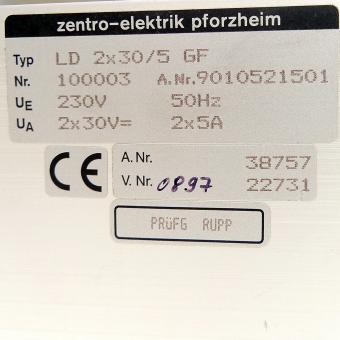 zentro-elektrik pforzheim
Typ LD 2x30/5 GF
Nr. 100003 A.Nr.9010521501
UE 230V 50Hz
UA 2x30V= 2x5A
CE A. Nr. 38757
V. Nr. 0897 22731
PRüFG RUPP